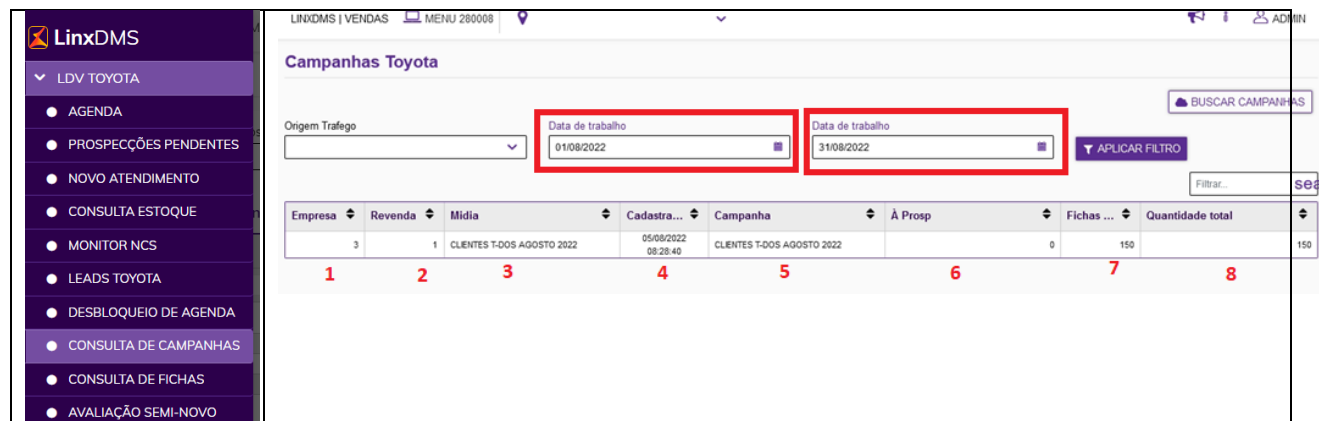 LinxDMS
LDV TOYOTA
AGENDA
PROSPECÇÕES PENDENTES
NOVO ATENDIMENTO
CONSULTA ESTOQUE
MONITOR NCS
LEADS TOYOTA
DESBLOQUEIO DE AGENDA
CONSULTA DE CAMPANHAS
CONSULTA DE FICHAS
AVALIAÇÃO SEMI-NOVO
LINXDMS | VENDAS MENU 280008 ADMIN
Campanhas Toyota
BUSCAR CAMPANHAS
Origem Trafego Data de trabalho Data de trabalho
01/08/2022 31/08/2022 APLICAR FILTRO
Filtrar... sea
Empresa Revenda Mídia Cadastra... Campanha À Prosp Fichas ... Quantidade total
3 1 CLIENTES T-DOS AGOSTO 2022 05/08/2022 CLIENTES T-DOS AGOSTO 2022 0 150 150
08:28:40
1 2 3 4 5 6 7 8